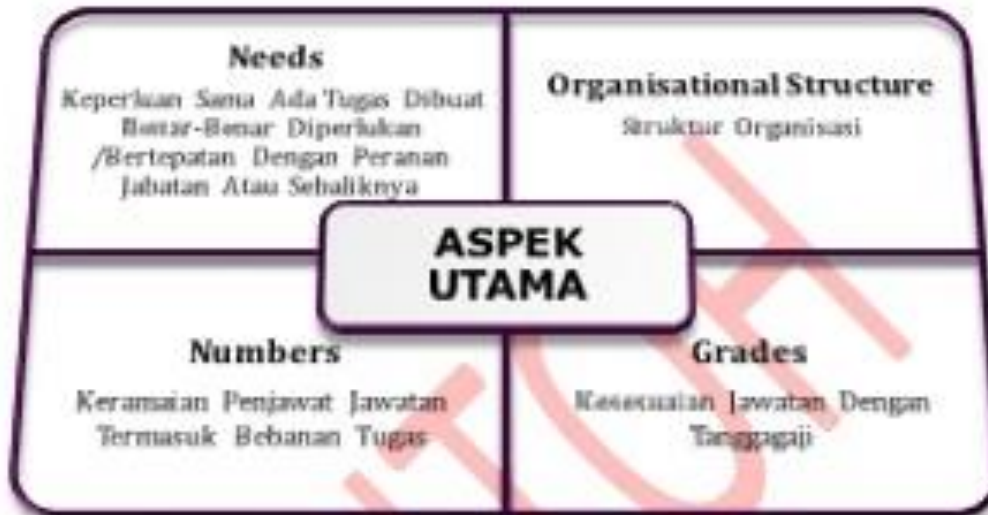 Needs
Keperluan Sama Ada Tugas Dibuat
Benar-Benar Diperlukan
/Bertepatan Dengan Peranan
Jabatan Atau Sebaliknya
Organisational Structure
Struktur Organisasi
ASPEK
UTAMA
Numbers
Keramaian Penjawat Jawatan
Termasuk Bebanan Tugas
Grades
Kesesuaian Jawatan Dengan
Tanggagaji